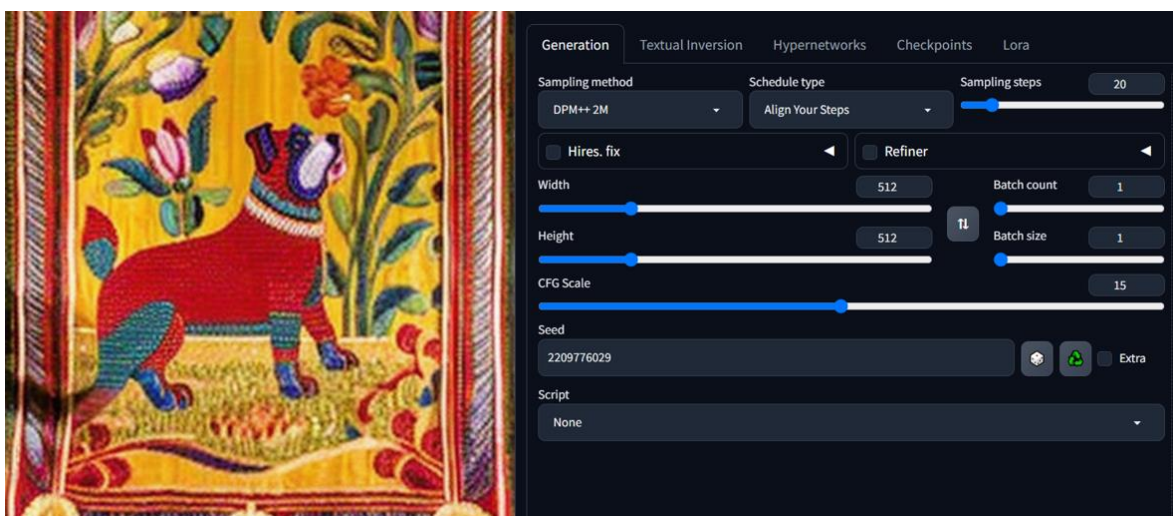 Generation Textual Inversion Hypernetworks Checkpoints Lora
Sampling method Schedule type Sampling steps 20
DPM++ 2M Align Your Steps
Hires. fix Refiner
Width 512 Batch count 1
Height 512 Batch size 1
CFG Scale 15
Seed
2209776029 Extra
Script
None